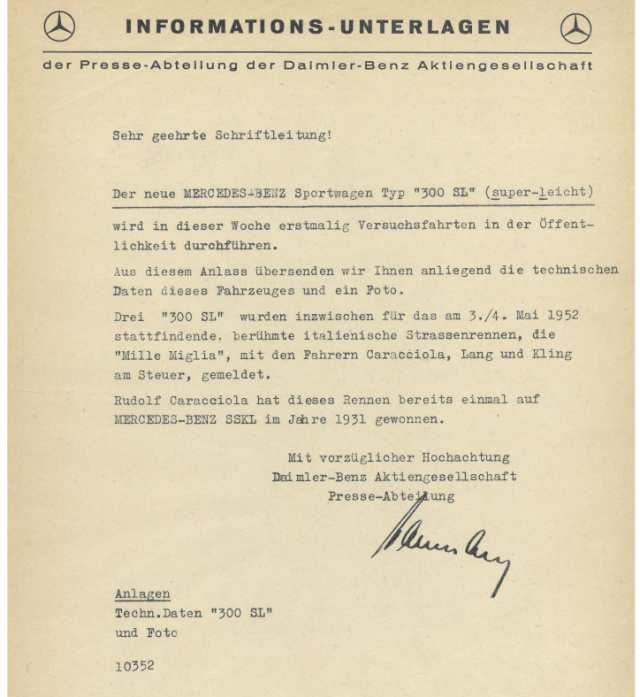 INFORMATIONS-UNTERLAGEN
der Presse-Abteilung der Daimler-Benz Aktiengesellschaft
Sehr geehrte Schriftleitung!
Der neue MERCEDES-BENZ Sportwagen Typ "300 SL" (super-leicht)
wird in dieser Woche erstmalig Versuchsfahrten in der Öffent-
lichkeit durchführen.
Aus diesem Anlass übersenden wir Ihnen anliegend die technischen
Daten dieses Fahrzeuges und ein Foto.
Drei "300 SL" wurden inzwischen für das am 3./4. Mai 1952
stattfindende, berühmte italienische Strassenrennen, die
"Mille Miglia", mit den Fahrern Caracciola, Lang und Kling
am Steuer, gemeldet.
Rudolf Caracciola hat dieses Rennen bereits einmal auf
MERCEDES-BENZ SSKL im Jahre 1931 gewonnen.
Mit vorzüglicher Hochachtung
Daimler-Benz Aktiengesellschaft
Presse-Abteilung
Anlagen
Techn.Daten "300 SL"
und Foto
10352